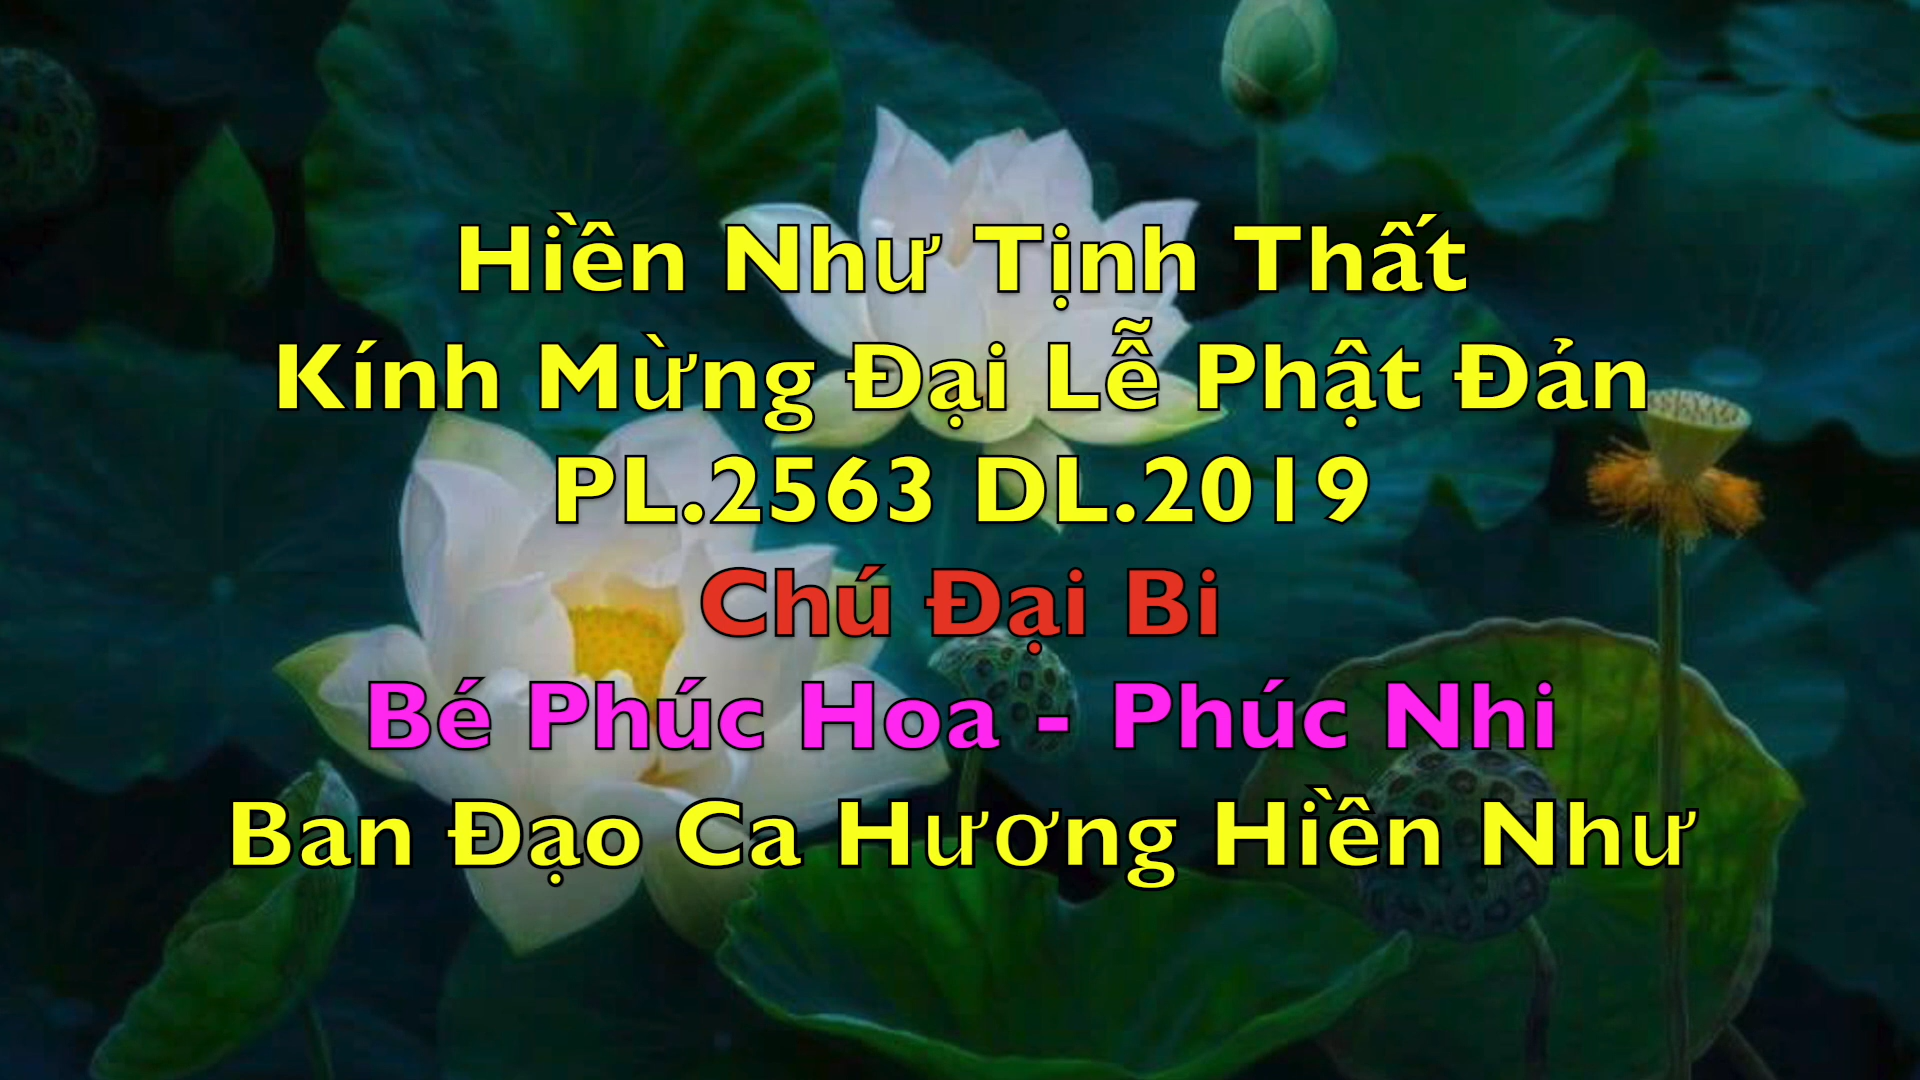 Hiền Như Tịnh Thất
Kính Mừng Đại Lễ Phật Đản
PL.2563 DL.2019
Chú Đại Bi
Bé Phúc Hoa - Phúc Nhi
Ban Đạo Ca Hương Hiền Như